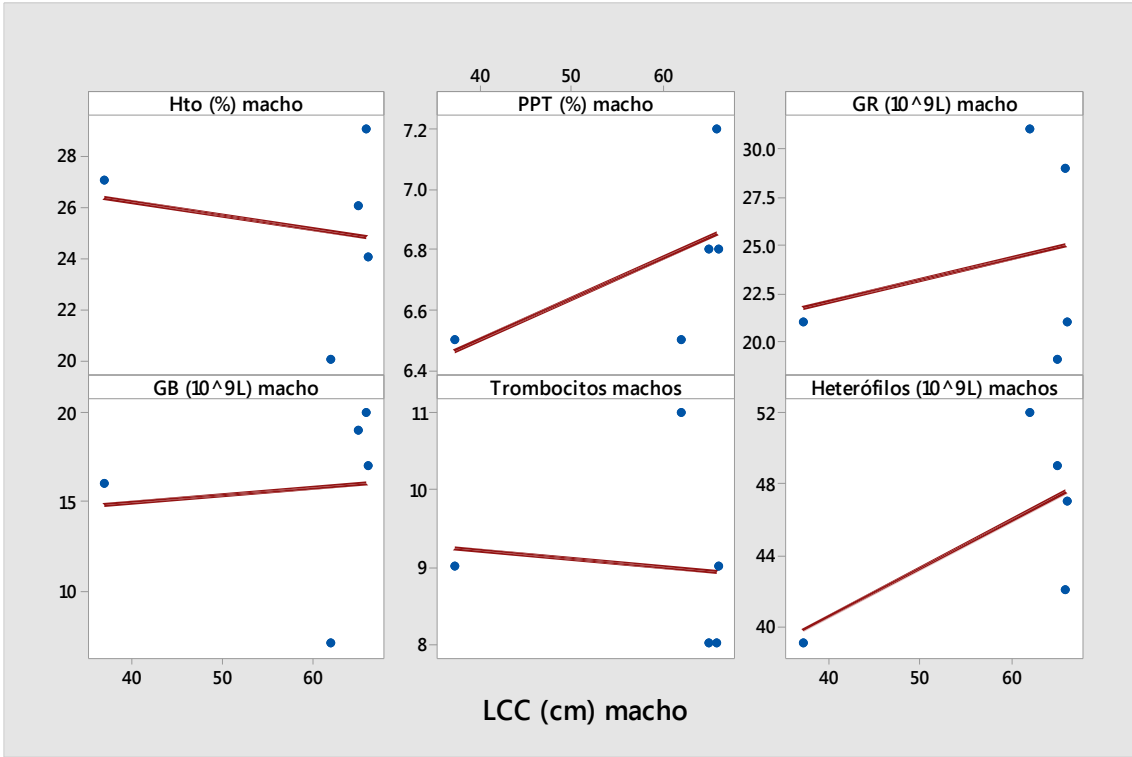 40 50 60
Hto (%) macho
PPT (%) macho
GR (10^9L) macho
28
26
24
22
20
7.2
7.0
6.8
6.6
6.4
30.0
27.5
25.0
22.5
20.0
GB (10^9L) macho
Trombocitos machos
Heterófilos (10^9L) machos
20
15
10
11
10
9
8
52
48
44
40
40 50 60
40 50 60
LCC (cm) macho